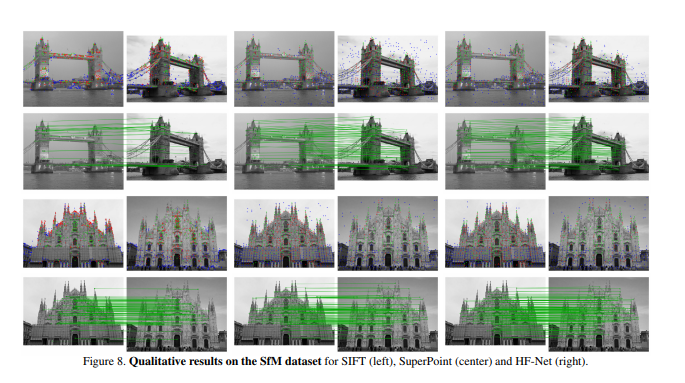 Figure 8. Qualitative results on the SfM dataset for SIFT (left), SuperPoint (center) and HF-Net (right).